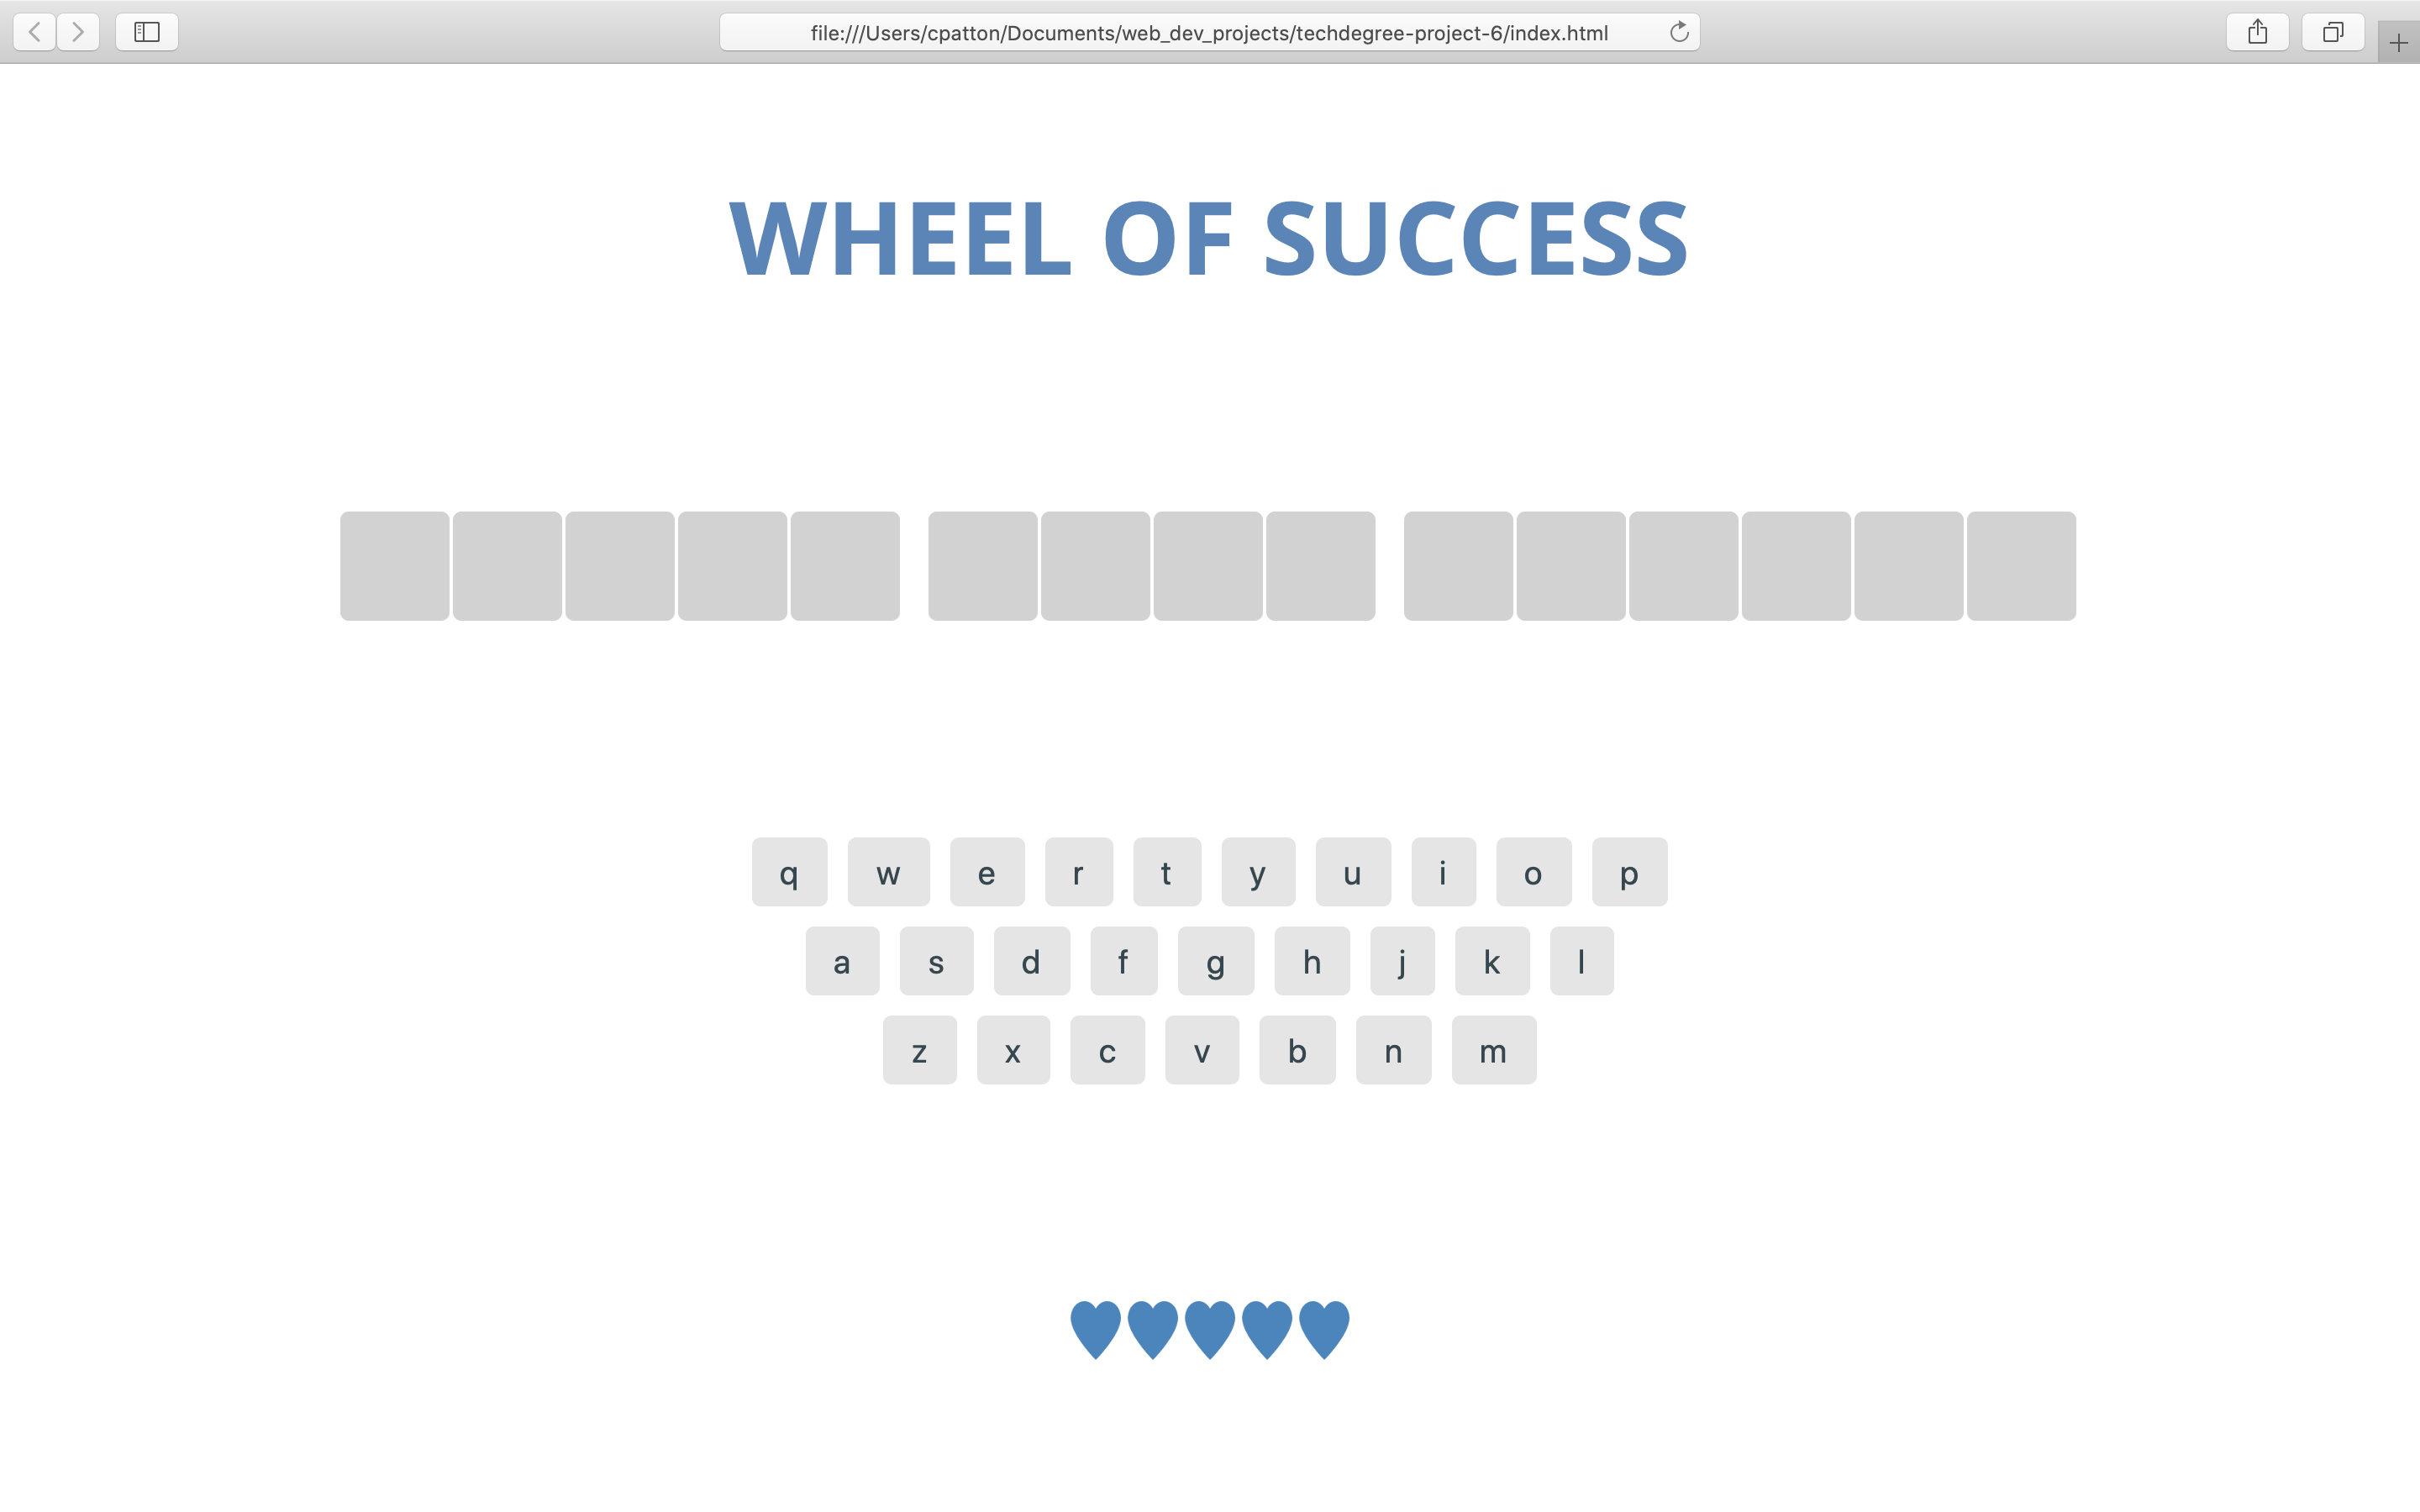 file:///Users/cpatton/Documents/web_dev_projects/techdegree-project-6/index.html
WHEEL OF SUCCESS
q w e r t y u i o p
a s d f g h j k l
z x c v b n m